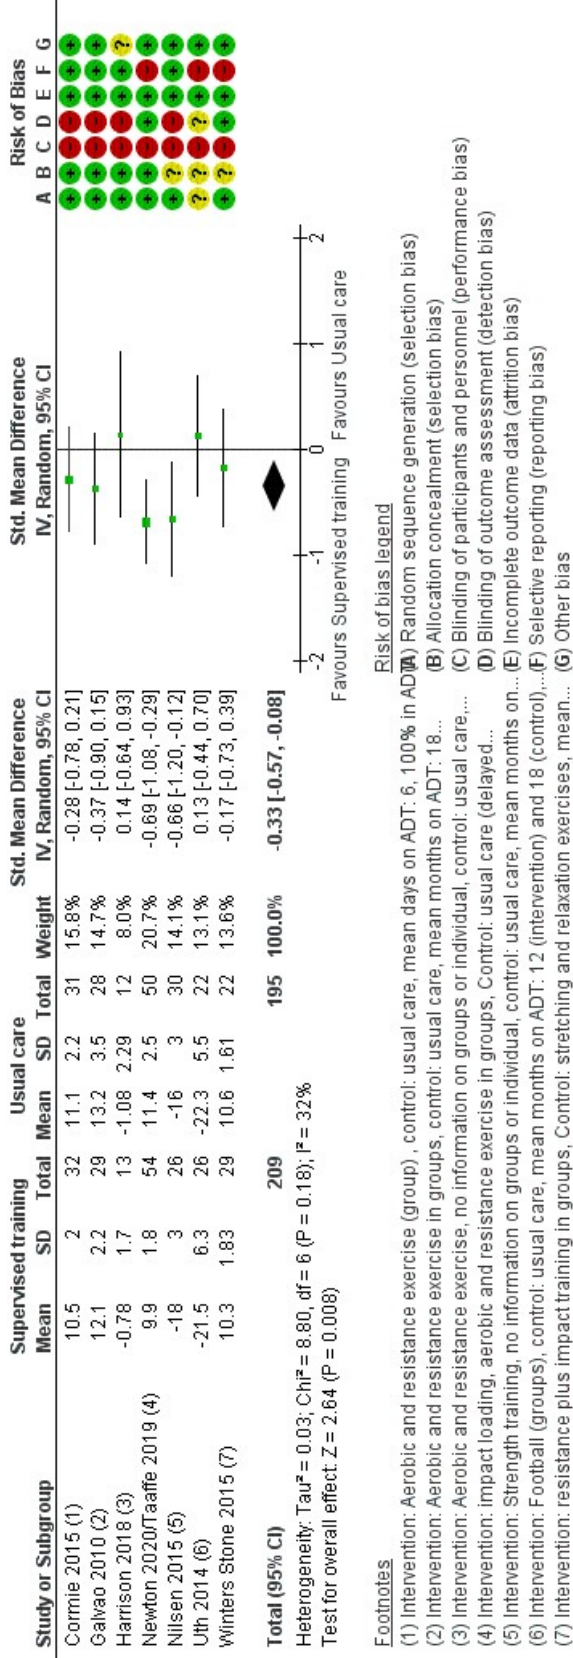 Supervised training Usual care Std. Mean Difference Std. Mean Difference Risk of Bias
Study or Subgroup Mean SD Total Mean SD Total Weight IV, Random, 95% CI IV, Random, 95% CI A B C D E F G
Cormie 2015 (1) 10.5 2 32 11.1 2.2 31 15.8% -0.28 [-0.78, 0.21] + + - - + + +
Galvao 2010 (2) 12.1 2.2 29 13.2 3.5 28 14.7% -0.37 [-0.90, 0.15] + + - - + + +
Harrison 2018 (3) -0.78 1.7 13 -1.08 2.29 12 8.0% 0.14 [-0.64, 0.93] + + - - + + ?
Newton 2020/Taaffe 2019 (4) 9.9 1.8 54 11.4 2.5 50 20.7% -0.69 [-1.08, -0.29] + + - + + - +
Nilsen 2015 (5) -18 3 26 -16 3 30 14.1% -0.66 [-1.20, -0.12] + ? - - + + +
Uth 2014 (6) -21.5 6.3 26 -22.3 5.5 22 13.1% 0.13 [-0.44, 0.70] ? ? - ? + - +
Winters Stone 2015 (7) 10.3 1.83 29 10.6 1.61 22 13.6% -0.17 [-0.73, 0.39] + ? - + + - +
Total (95% CI) 209 195 100.0% -0.33 [-0.57, -0.08]
Heterogeneity: Tau² = 0.03; Chi² = 8.80, df = 6 (P = 0.18); I² = 32%
Test for overall effect: Z = 2.64 (P = 0.008)
-2 -1 0 1 2
Favours Supervised training Favours Usual care
Footnotes
(1) Intervention: Aerobic and resistance exercise (group) , control: usual care, mean days on ADT: 6, 100% in ADT
(2) Intervention: Aerobic and resistance exercise in groups, control: usual care, mean months on ADT: 18...
(3) Intervention: Aerobic and resistance exercise, no information on groups or individual, control: usual care,...
(4) Intervention: impact loading, aerobic and resistance exercise in groups, Control: usual care (delayed...
(5) Intervention: Strength training, no information on groups or individual, control: usual care, mean months on...
(6) Intervention: Football (groups), control: usual care, mean months on ADT: 12 (intervention) and 18 (control),...
(7) Intervention: resistance plus impact training in groups, Control: stretching and relaxation exercises, mean...
Risk of bias legend
(A) Random sequence generation (selection bias)
(B) Allocation concealment (selection bias)
(C) Blinding of participants and personnel (performance bias)
(D) Blinding of outcome assessment (detection bias)
(E) Incomplete outcome data (attrition bias)
(F) Selective reporting (reporting bias)
(G) Other bias